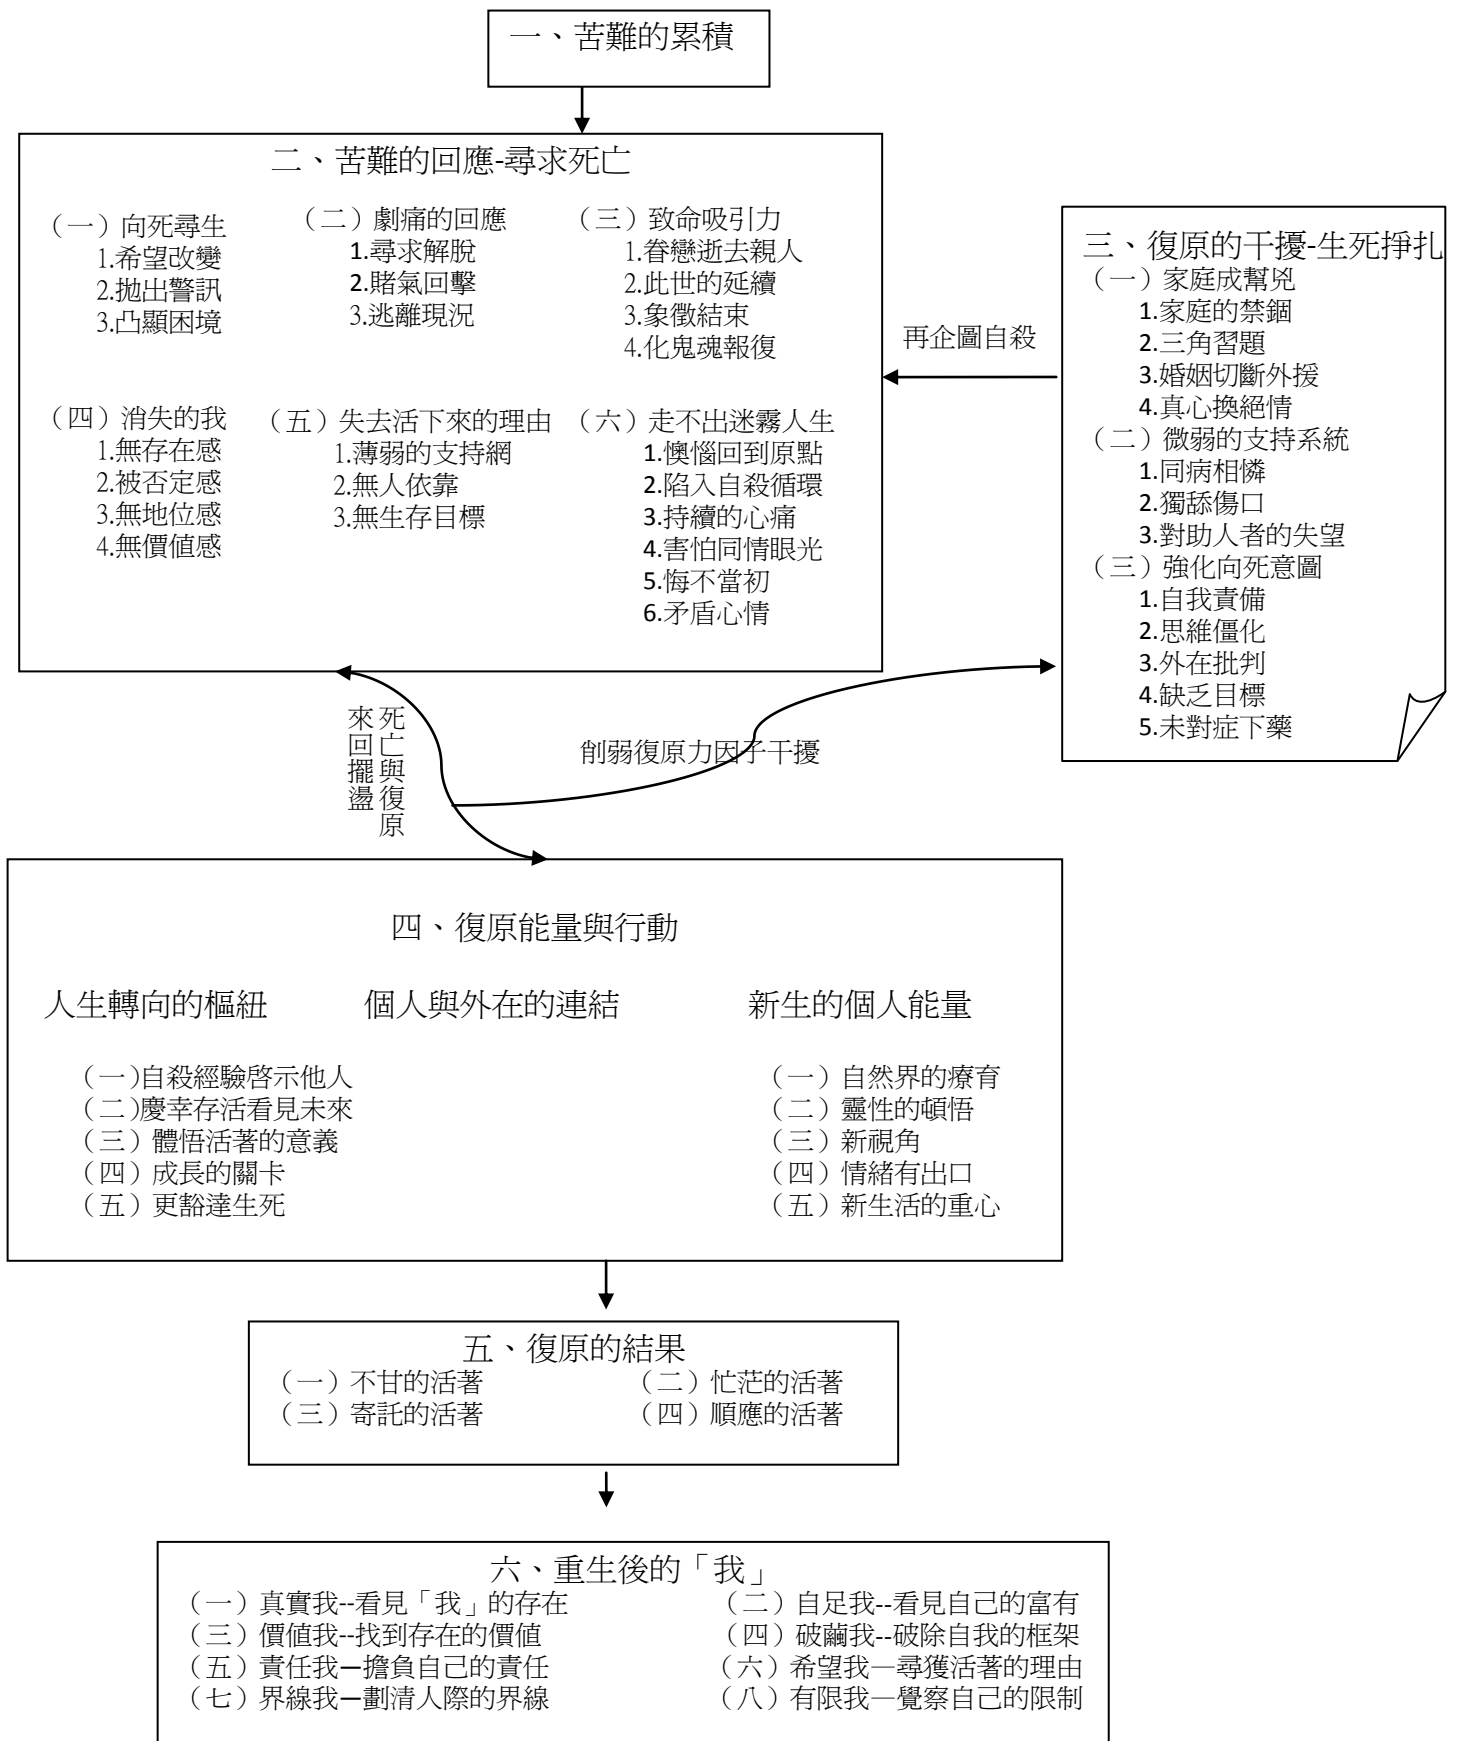 一、苦難的累積
二、苦難的回應-尋求死亡
（一）向死尋生
1.希望改變
2.拋出警訊
3.凸顯困境
（二）劇痛的回應
1.尋求解脫
2.賭氣回擊
3.逃離現況
（三）致命吸引力
1.眷戀逝去親人
2.此世的延續
3.象徵結束
4.化鬼魂報復
（四）消失的我
1.無存在感
2.被否定感
3.無地位感
4.無價值感
（五）失去活下來的理由
1.薄弱的支持網
2.無人依靠
3.無生存目標
（六）走不出迷霧人生
1.懊惱回到原點
2.陷入自殺循環
3.持續的心痛
4.害怕同情眼光
5.悔不當初
6.矛盾心情
再企圖自殺
三、復原的干擾-生死掙扎
（一）家庭成幫兇
1.家庭的禁錮
2.三角習題
3.婚姻切斷外援
4.真心換絕情
（二）微弱的支持系統
1.同病相憐
2.獨舔傷口
3.對助人者的失望
（三）強化向死意圖
1.自我責備
2.思維僵化
3.外在批判
4.缺乏目標
5.未對症下藥
死亡與復原
來回擺盪
削弱復原力因子干擾
四、復原能量與行動
人生轉向的樞紐
個人與外在的連結
新生的個人能量
（一)自殺經驗啓示他人
（二)慶幸存活看見未來
（三）體悟活著的意義
（四）成長的關卡
（五）更豁達生死
（一）自然界的療育
（二）靈性的頓悟
（三）新視角
（四）情緒有出口
（五）新生活的重心
五、復原的結果
（一）不甘的活著
（二）忙茫的活著
（三）寄託的活著
（四）順應的活著
六、重生後的「我」
（一）真實我--看見「我」的存在
（二）自足我--看見自己的富有
（三）價值我--找到存在的價值
（四）破繭我--破除自我的框架
（五）責任我—擔負自己的責任
（六）希望我—尋獲活著的理由
（七）界線我—劃清人際的界線
（八）有限我—覺察自己的限制